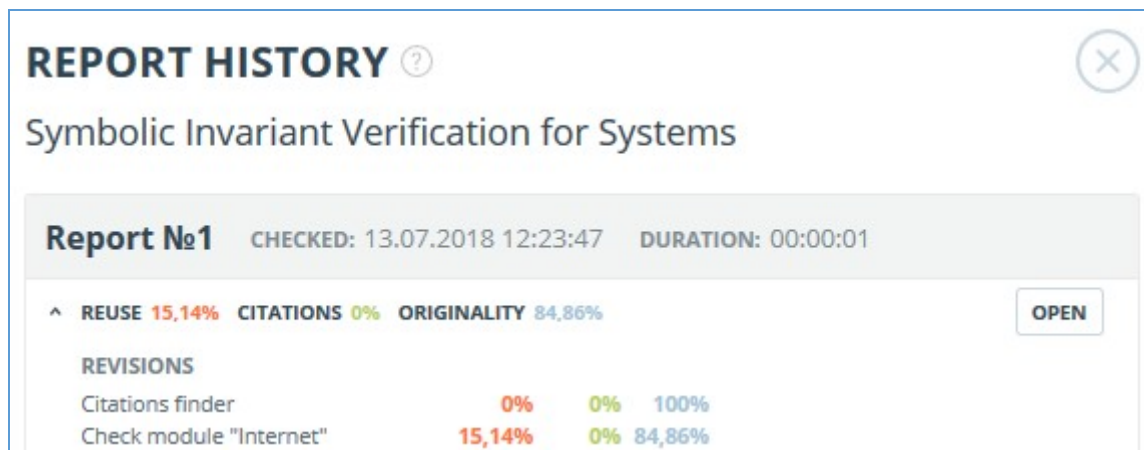 REPORT HISTORY ?
Symbolic Invariant Verification for Systems
Report №1 CHECKED: 13.07.2018 12:23:47 DURATION: 00:00:01
REUSE 15,14% CITATIONS 0% ORIGINALITY 84,86% OPEN
REVISIONS
Citations finder 0% 0% 100%
Check module "Internet" 15,14% 0% 84,86%